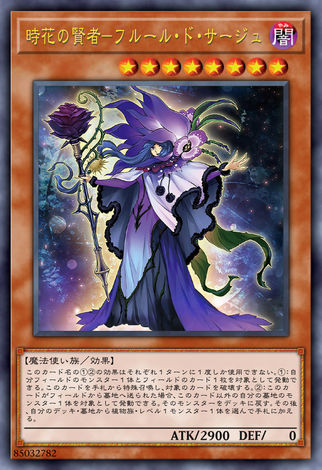 時花の賢者-フルール・ド・サージュ
闇
やみ
【魔法使い族／効果】
このカード名の①②の効果はそれぞれ１ターンに１度しか使用できない。①：自
分フィールドのモンスター１体とフィールドのカード１枚を対象として発動で
きる。このカードを手札から特殊召喚し、対象のカードを破壊する。②：このカー
ドがフィールドから墓地へ送られた場合、このカード以外の自分の墓地のモン
スター１体を対象として発動できる。そのモンスターをデッキに戻す。その後、
自分のデッキ・墓地から植物族・レベル１モンスター１体を選んで手札に加え
る。
ATK/2900 DEF/ 0
85032782